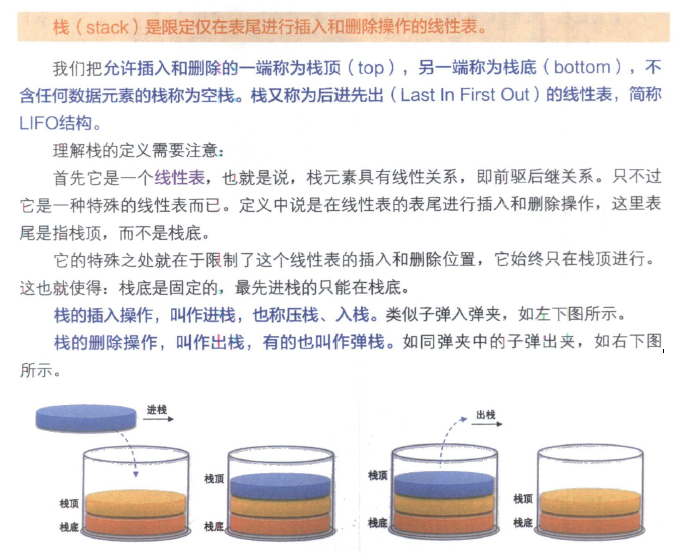 栈（stack）是限定仅在表尾进行插入和删除操作的线性表。
我们把允许插入和删除的一端称为栈顶（top），另一端称为栈底（bottom），不
含任何数据元素的栈称为空栈。栈又称为后进先出（Last In First Out）的线性表，简称
LIFO结构。
理解栈的定义需要注意：
首先它是一个线性表，也就是说，栈元素具有线性关系，即前驱后继关系。只不过
它是一种特殊的线性表而已。定义中说是在线性表的表尾进行插入和删除操作，这里表
尾是指栈顶，而不是栈底。
它的特殊之处就在于限制了这个线性表的插入和删除位置，它始终只在栈顶进行。
这也就使得：栈底是固定的，最先进栈的只能在栈底。
栈的插入操作，叫作进栈，也称压栈、入栈。类似子弹入弹夹，如左下图所示。
栈的删除操作，叫作出栈，有的也叫作弹栈。如同弹夹中的子弹出夹，如右下图
所示。
进栈
栈顶
栈底
栈顶
栈底
出栈
栈顶
栈底
栈顶
栈底